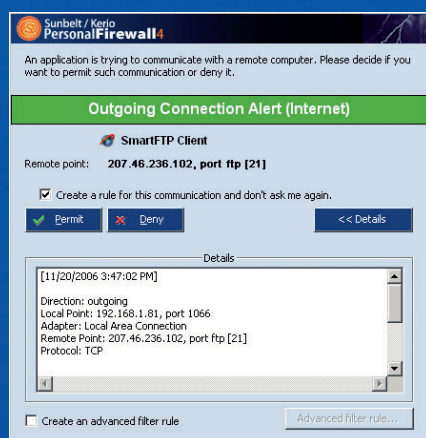 Sunbelt / Kerio
PersonalFirewall4
An application is trying to communicate with a remote computer. Please decide if you
want to permit such communication or deny it.
Outgoing Connection Alert (Internet)
SmartFTP Client
Remote point: 207.46.236.102, port ftp [21]
Create a rule for this communication and don't ask me again.
Permit Deny << Details
Details
[11/20/2006 3:47:02 PM]
Direction: outgoing
Local Point: 192.168.1.81, port 1066
Adapter: Local Area Connection
Remote Point: 207.46.236.102, port ftp [21]
Protocol: TCP
Create an advanced filter rule Advanced filter rule...